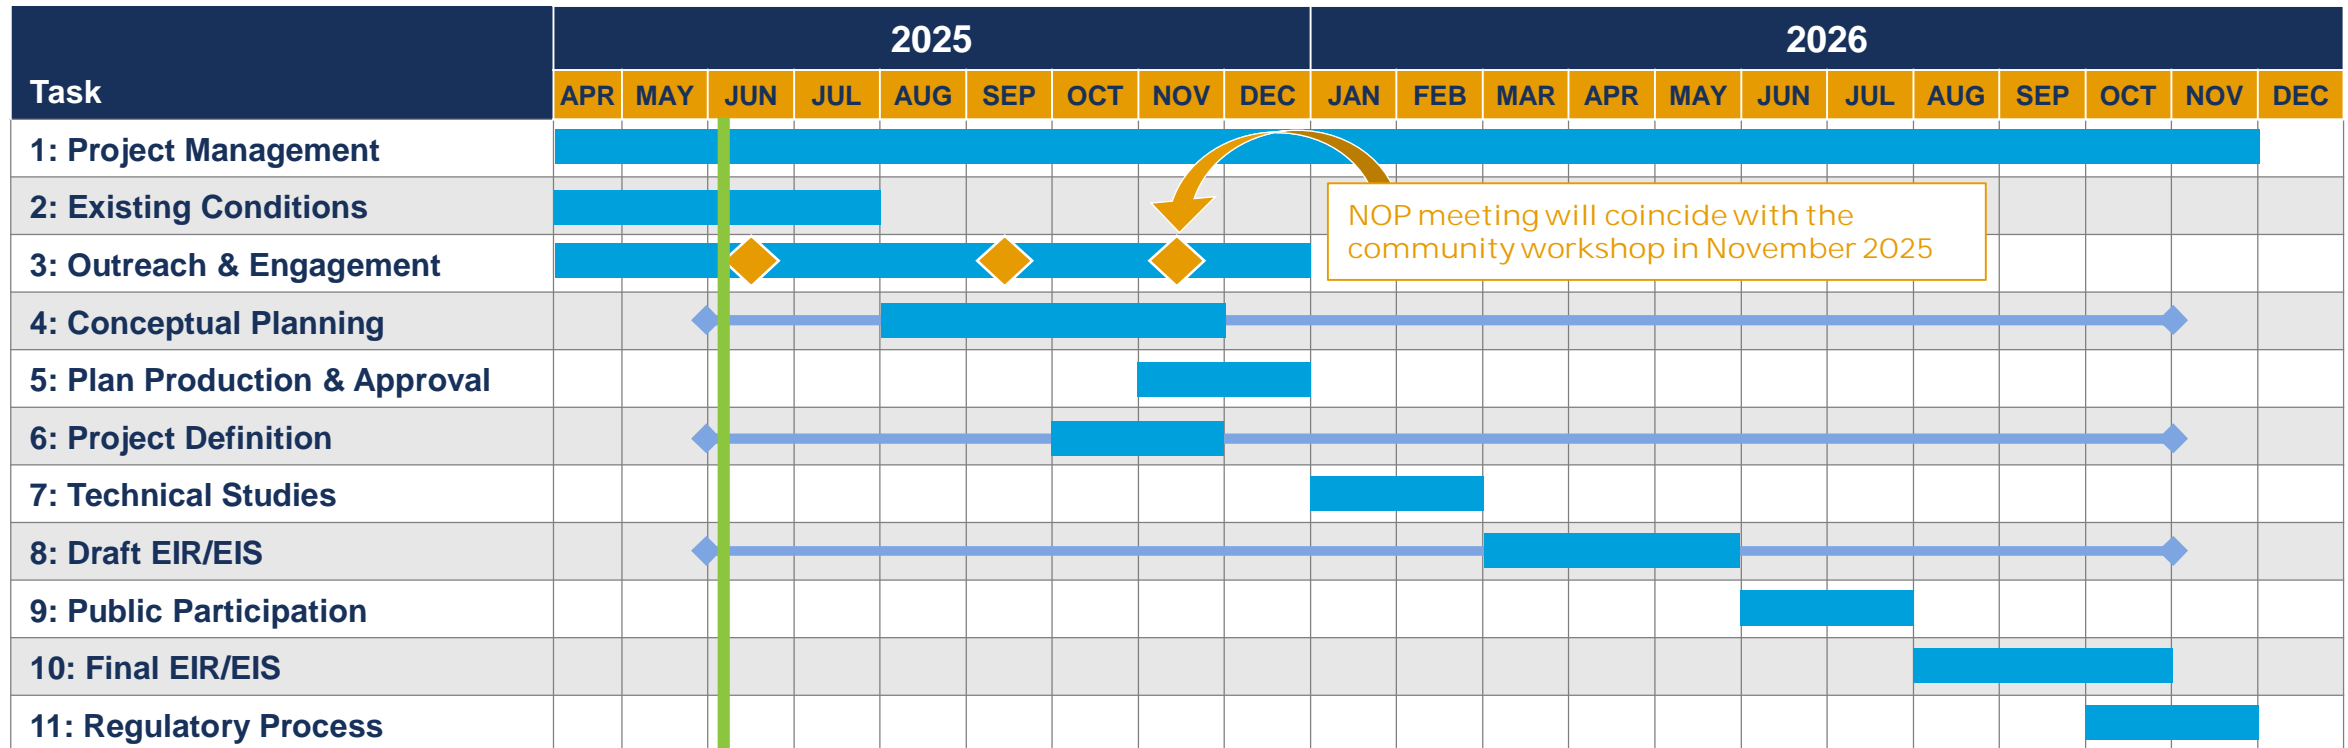 2025 2026
Task APR MAY JUN JUL AUG SEP OCT NOV DEC JAN FEB MAR APR MAY JUN JUL AUG SEP OCT NOV DEC
1: Project Management
2: Existing Conditions
NOP meeting will coincide with the
community workshop in November 2025
3: Outreach & Engagement
4: Conceptual Planning
5: Plan Production & Approval
6: Project Definition
7: Technical Studies
8: Draft EIR/EIS
9: Public Participation
10: Final EIR/EIS
11: Regulatory Process